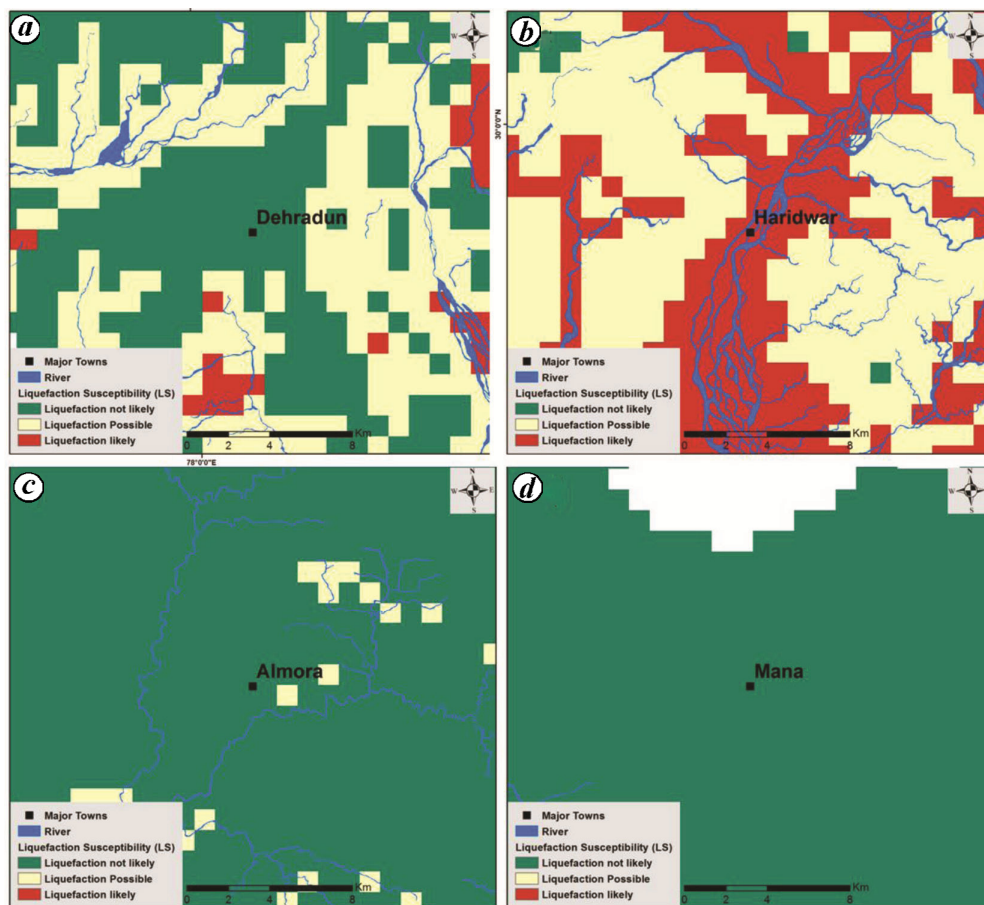 a
N
W
S
Dehradun
Major Towns
River
Liquefaction Susceptibility (LS)
Liquefaction not likely
Liquefaction Possible
Liquefaction likely
Km
0 2 4 8
78°0'0"E
b
N
W
S
30°0'0"N
Haridwar
Major Towns
River
Liquefaction Susceptibility (LS)
Liquefaction not likely
Liquefaction Possible
Liquefaction likely
Km
0 2 4 8
c
N
W E
S
Almora
Major Towns
River
Liquefaction Susceptibility (LS)
Liquefaction not likely
Liquefaction Possible
Liquefaction likely
Km
0 2 4 8
d
N
W
S
Mana
Major Towns
River
Liquefaction Susceptibility (LS)
Liquefaction not likely
Liquefaction Possible
Liquefaction likely
Km
0 2 4 8